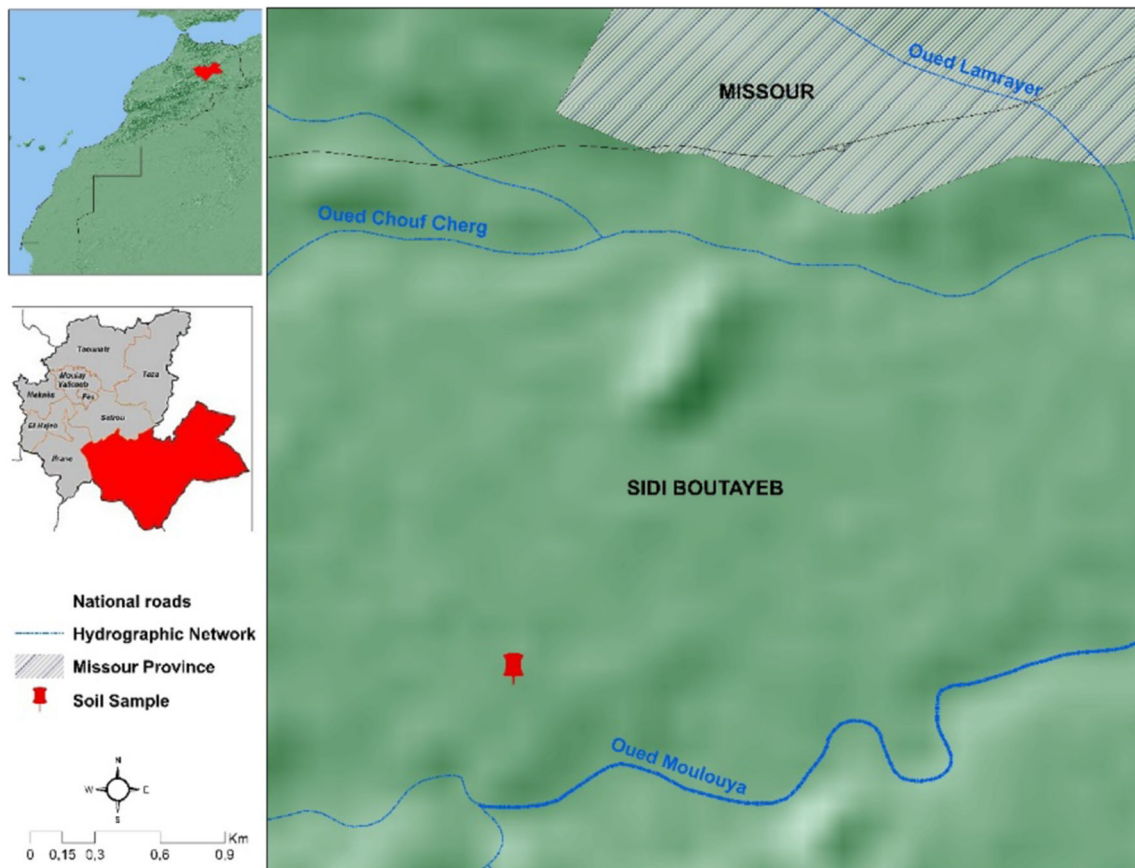 MISSOUR
Oued Lamrayer
Oued Chouf Cherg
SIDI BOUTAYEB
Oued Moulouya
Taounate
Taza
Moulay
Yakoub
Fes
Meknès
Sefrou
El Hajeb
Ifrane
National roads
Hydrographic Network
Missour Province
Soil Sample
N
W
E
S
Km
0 0,15 0,3 0,6 0,9